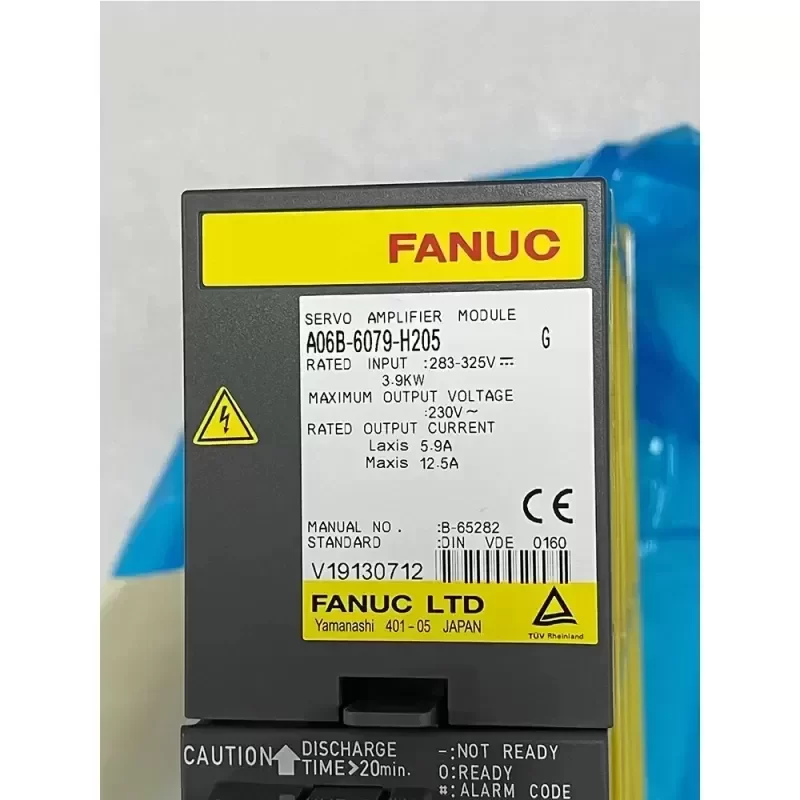 FANUC
SERVO AMPLIFIER MODULE
A06B-6079-H205 G
RATED INPUT :283-325V⎓
3.9KW
MAXIMUM OUTPUT VOLTAGE
:230V～
RATED OUTPUT CURRENT
Laxis 5.9A
Maxis 12.5A
CE
MANUAL NO. :B-65282
STANDARD :DIN VDE 0160
V19130712
FANUC LTD
Yamanashi 401-05 JAPAN
TÜV Rheinland
CAUTION DISCHARGE
TIME>20min.
-:NOT READY
0:READY
#:ALARM CODE